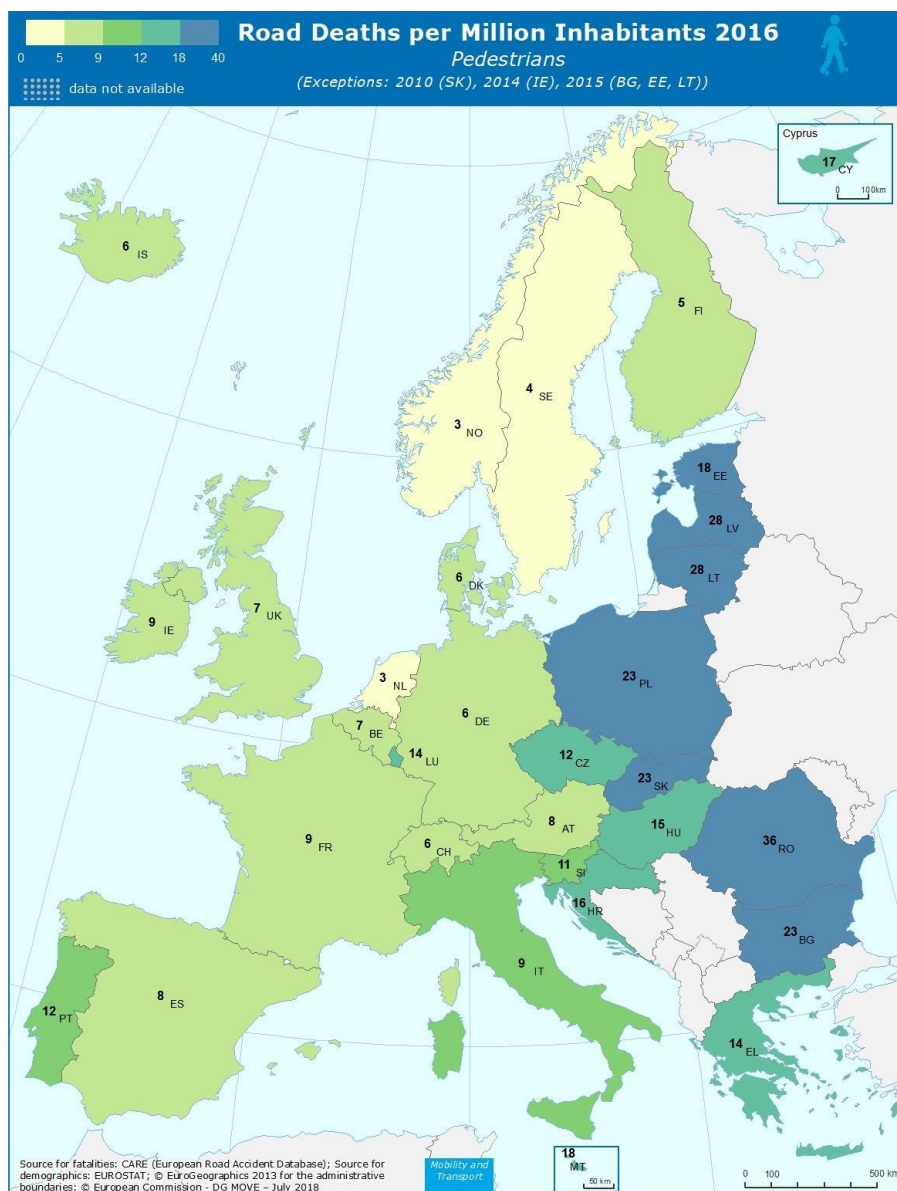 Road Deaths per Million Inhabitants 2016
Pedestrians
(Exceptions: 2010 (SK), 2014 (IE), 2015 (BG, EE, LT))
0 5 9 12 18 40
data not available
Cyprus
17 CY
0 100km
6 IS
5 FI
4 SE
3 NO
18 EE
28 LV
28 LT
6 DK
7 UK
9 IE
3 NL
23 PL
6 DE
7 BE
14 LU
12 CZ
23 SK
8 AT
15 HU
36 RO
9 FR
6 CH
11 SI
16 HR
23 BG
9 IT
8 ES
12 PT
14 EL
18 MT
50 km
0 100 500 km
Source for fatalities: CARE (European Road Accident Database); Source for
demographics: EUROSTAT; © EuroGeographics 2013 for the administrative
boundaries; © European Commission - DG MOVE – July 2018
Mobility and
Transport